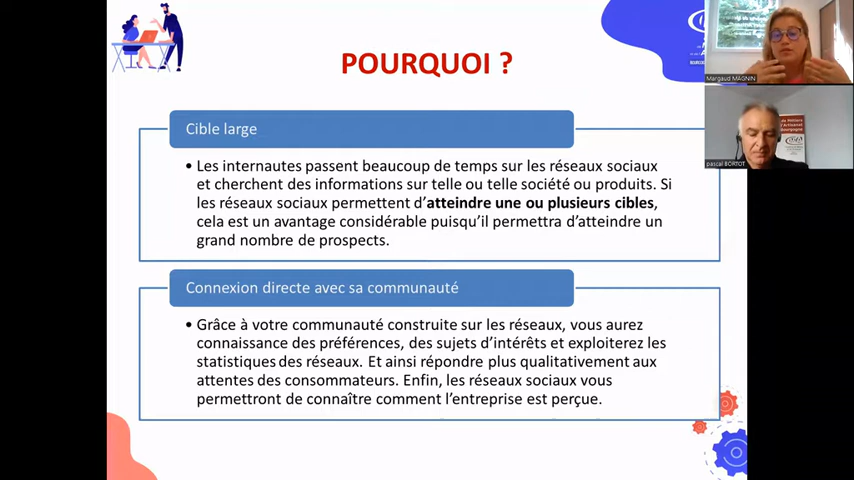 POURQUOI ?
Cible large
• Les internautes passent beaucoup de temps sur les réseaux sociaux
et cherchent des informations sur telle ou telle société ou produits. Si
les réseaux sociaux permettent d’atteindre une ou plusieurs cibles,
cela est un avantage considérable puisqu’il permettra d’atteindre un
grand nombre de prospects.
Connexion directe avec sa communauté
• Grâce à votre communauté construite sur les réseaux, vous aurez
connaissance des préférences, des sujets d’intérêts et exploiterez les
statistiques des réseaux. Et ainsi répondre plus qualitativement aux
attentes des consommateurs. Enfin, les réseaux sociaux vous
permettront de connaître comment l’entreprise est perçue.
Margaud MAGNIN
pascal BORTOT